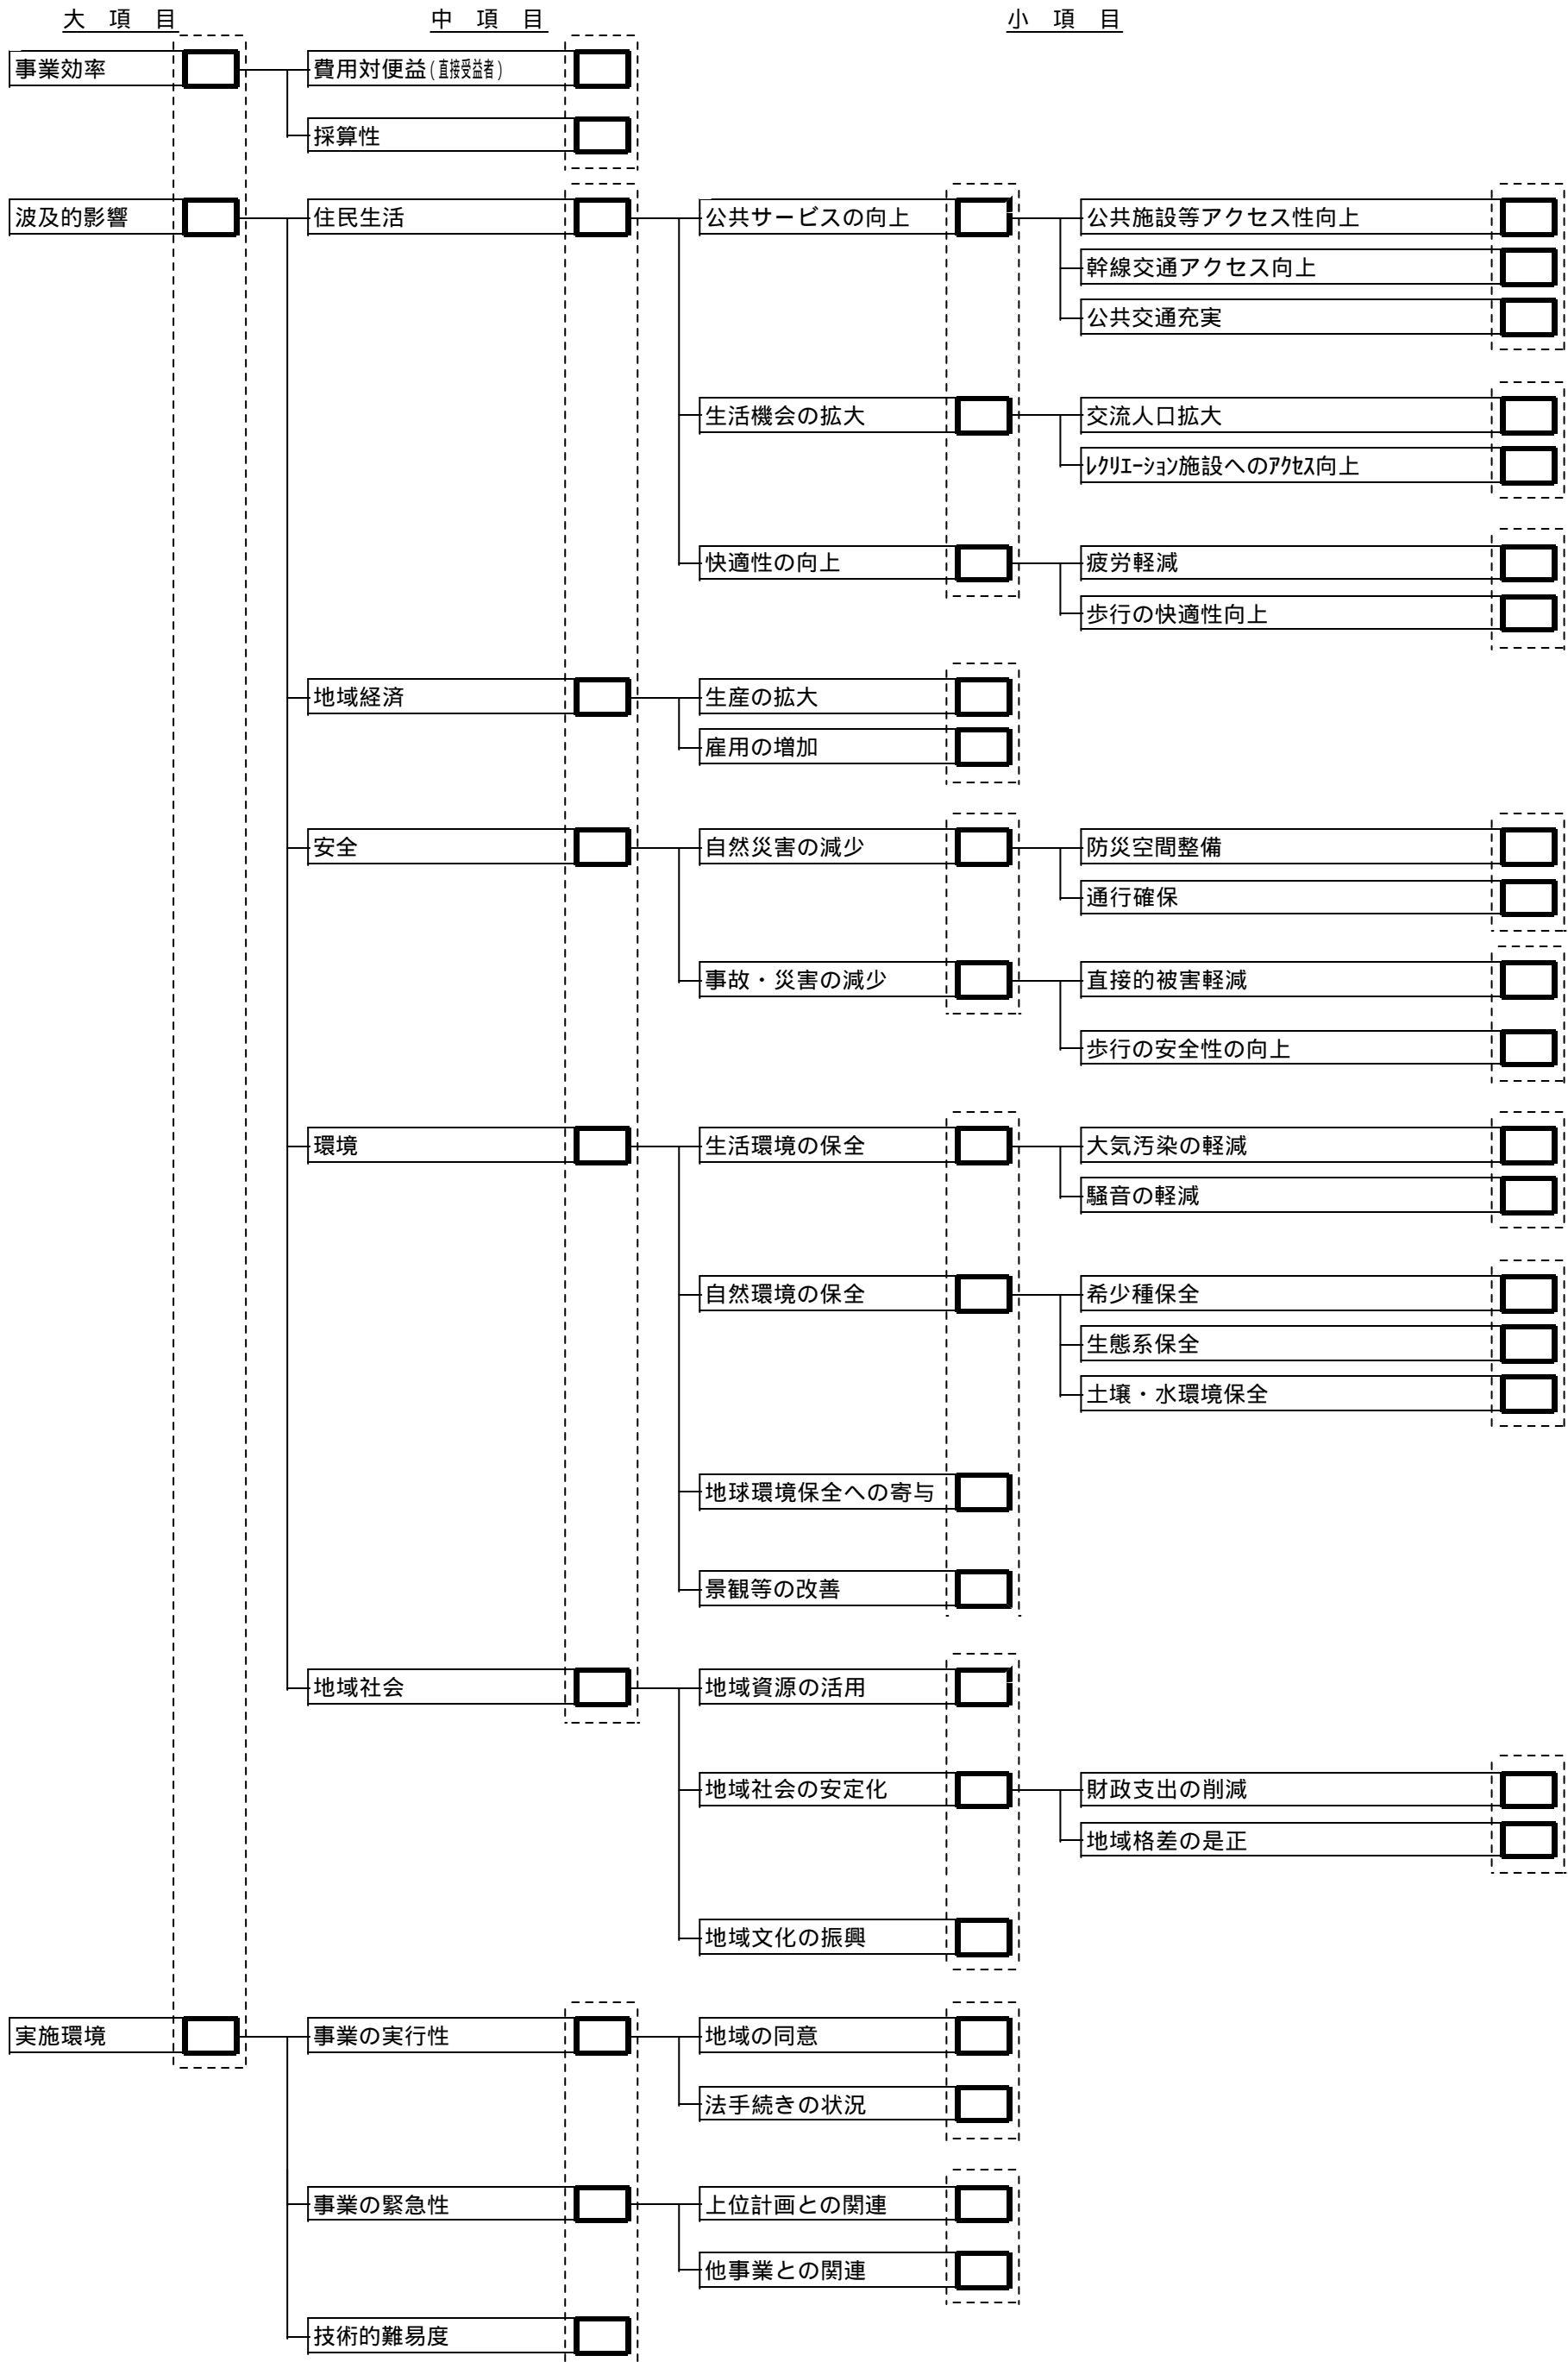 大　項　目
中　項　目
小　項　目
事業効率
費用対便益(直接受益者)
採算性
波及的影響
住民生活
公共サービスの向上
公共施設等アクセス性向上
幹線交通アクセス向上
公共交通充実
生活機会の拡大
交流人口拡大
ﾚｸﾘｴｰｼｮﾝ施設へのｱｸｾｽ向上
快適性の向上
疲労軽減
歩行の快適性向上
地域経済
生産の拡大
雇用の増加
安全
自然災害の減少
防災空間整備
通行確保
事故・災害の減少
直接的被害軽減
歩行の安全性の向上
環境
生活環境の保全
大気汚染の軽減
騒音の軽減
自然環境の保全
希少種保全
生態系保全
土壌・水環境保全
地球環境保全への寄与
景観等の改善
地域社会
地域資源の活用
地域社会の安定化
財政支出の削減
地域格差の是正
地域文化の振興
実施環境
事業の実行性
地域の同意
法手続きの状況
事業の緊急性
上位計画との関連
他事業との関連
技術的難易度